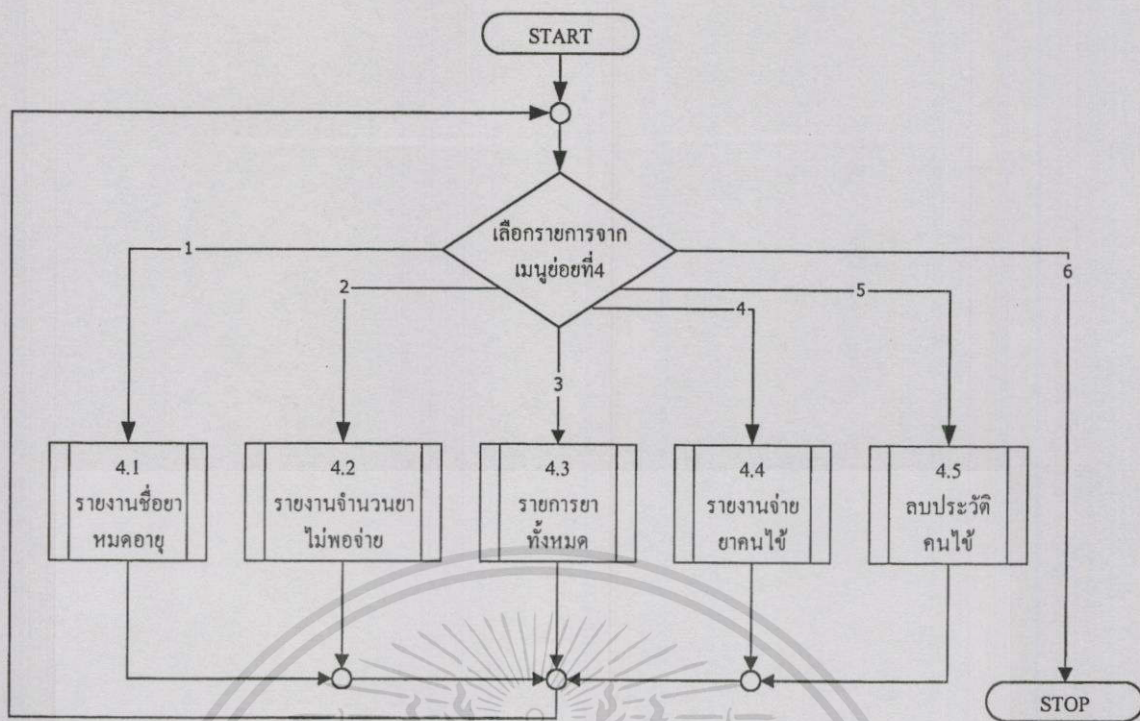 START
เลือกรายการจาก
เมนูย่อยที่4
1
2
3
4
5
6
4.1
รายงานชื่อยา
หมดอายุ
4.2
รายงานจำนวนยา
ไม่พอจ่าย
4.3
รายการยา
ทั้งหมด
4.4
รายงานจ่าย
ยาคนไข้
4.5
ลบประวัติ
คนไข้
STOP